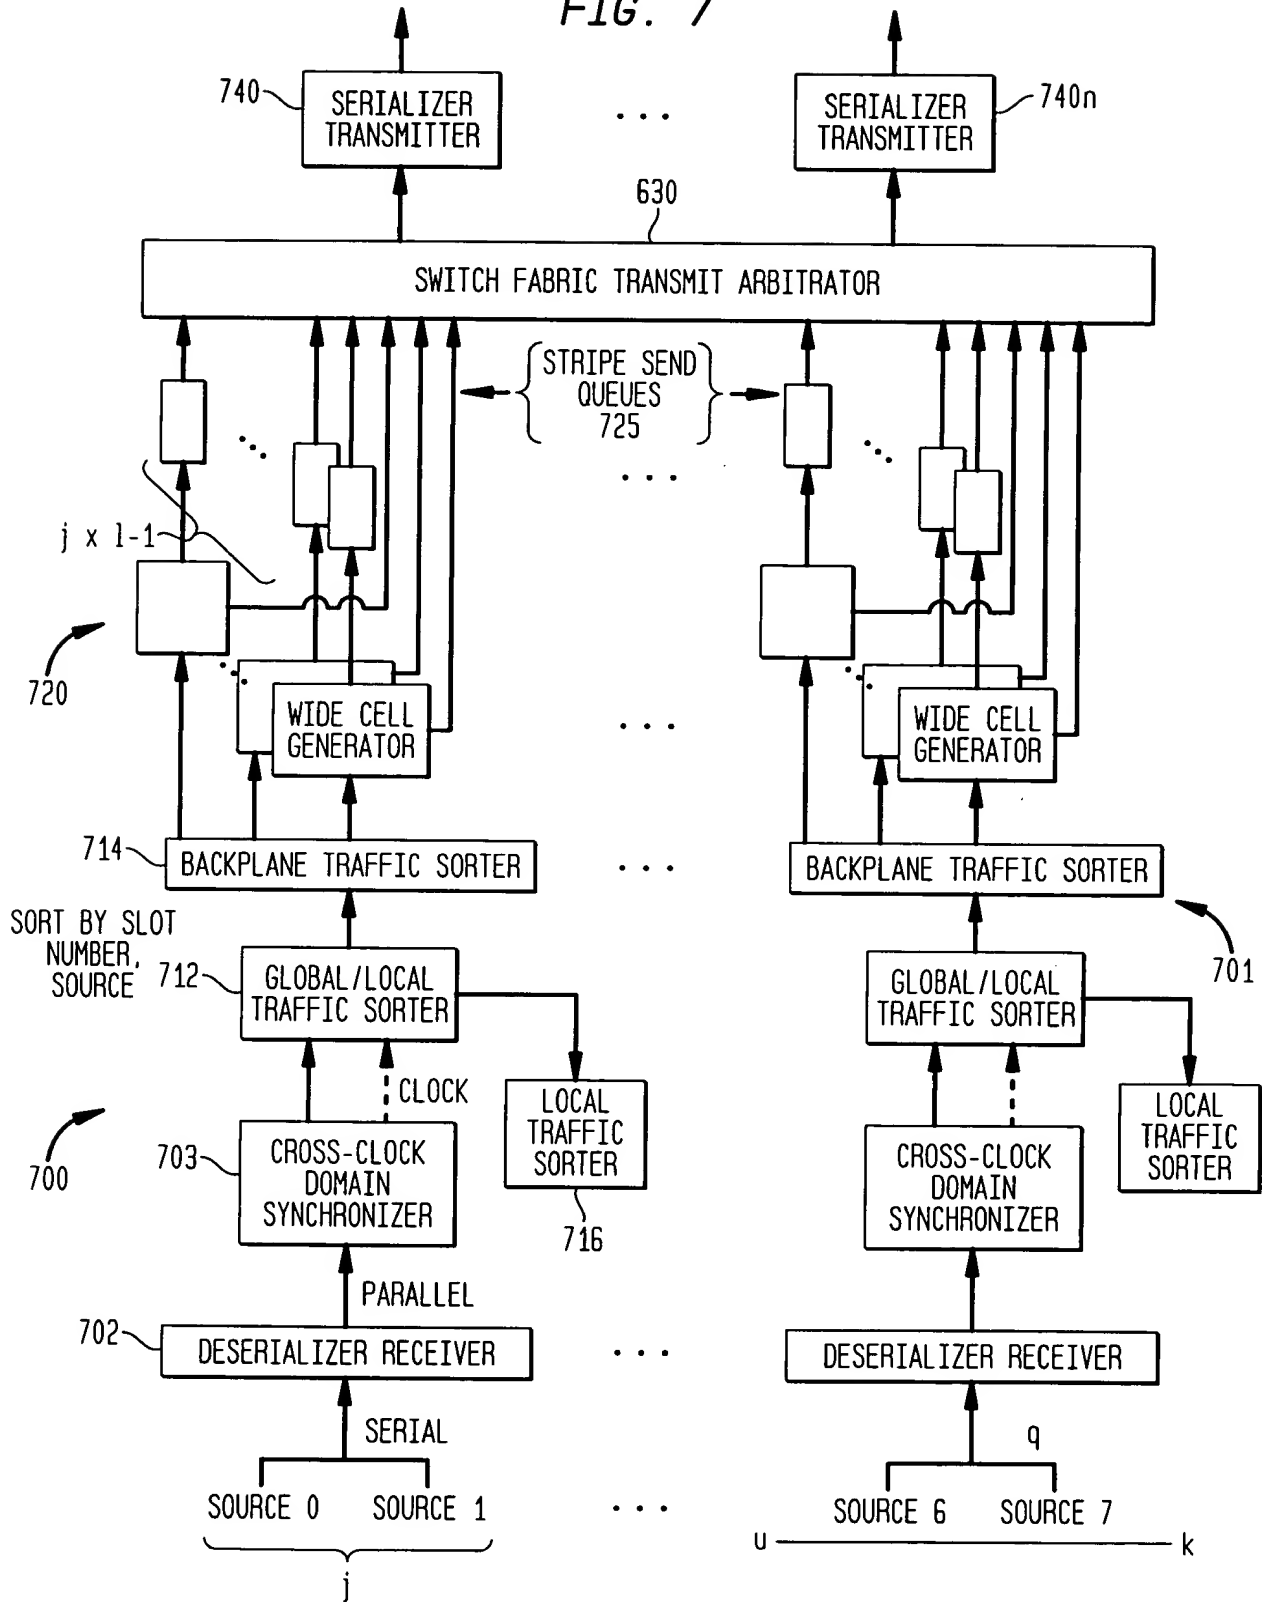 FIG. 7
740
SERIALIZER
TRANSMITTER
. . .
SERIALIZER
TRANSMITTER
740n
630
SWITCH FABRIC TRANSMIT ARBITRATOR
STRIPE SEND
QUEUES
725
. . .
j x l-1
720
WIDE CELL
GENERATOR
. . .
WIDE CELL
GENERATOR
714
BACKPLANE TRAFFIC SORTER
. . .
BACKPLANE TRAFFIC SORTER
701
SORT BY SLOT
NUMBER,
SOURCE
712
GLOBAL/LOCAL
TRAFFIC SORTER
GLOBAL/LOCAL
TRAFFIC SORTER
CLOCK
LOCAL
TRAFFIC
SORTER
716
LOCAL
TRAFFIC
SORTER
700
703
CROSS-CLOCK
DOMAIN
SYNCHRONIZER
CROSS-CLOCK
DOMAIN
SYNCHRONIZER
PARALLEL
702
DESERIALIZER RECEIVER
. . .
DESERIALIZER RECEIVER
SERIAL
q
SOURCE 0
SOURCE 1
. . .
SOURCE 6
SOURCE 7
j
u
k